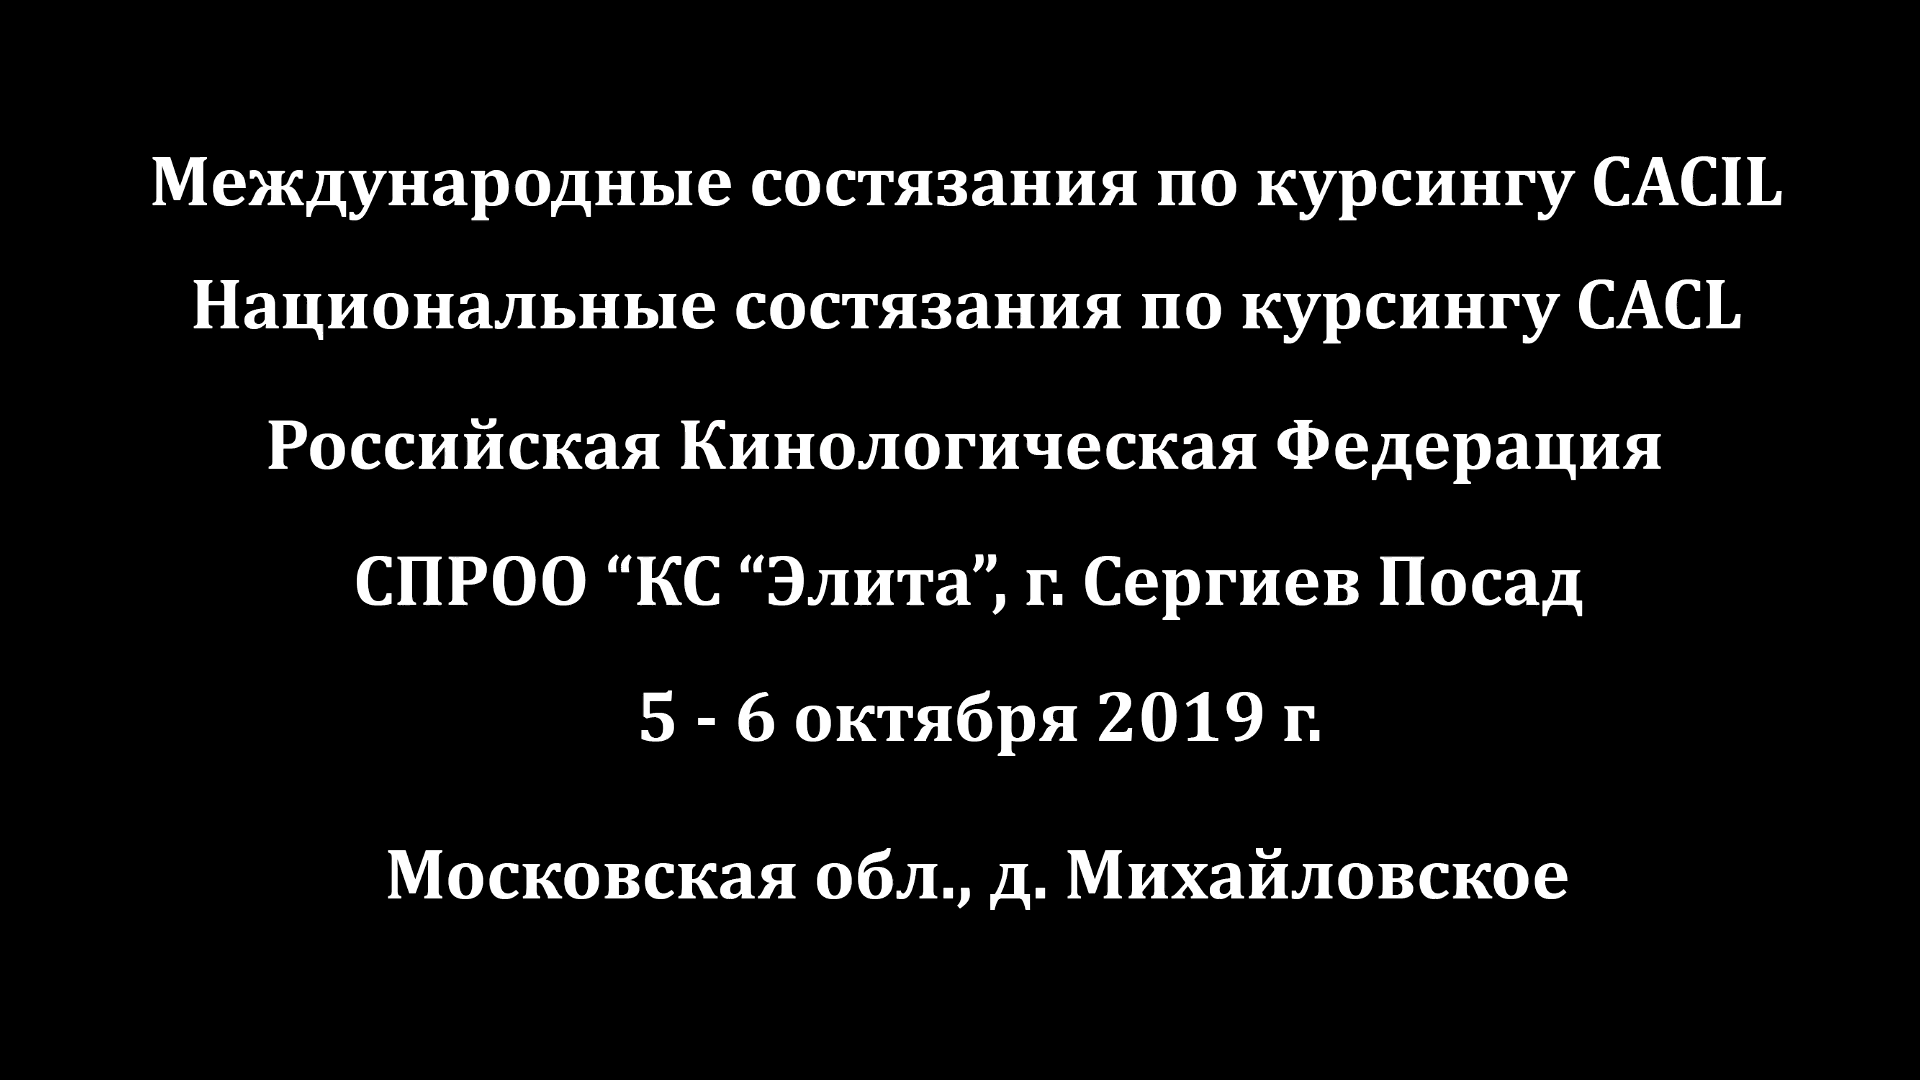 Международные состязания по курсингу CACIL
Национальные состязания по курсингу CACL
Российская Кинологическая Федерация
СПРОО “КС “Элита”, г. Сергиев Посад
5 - 6 октября 2019 г.
Московская обл., д. Михайловское